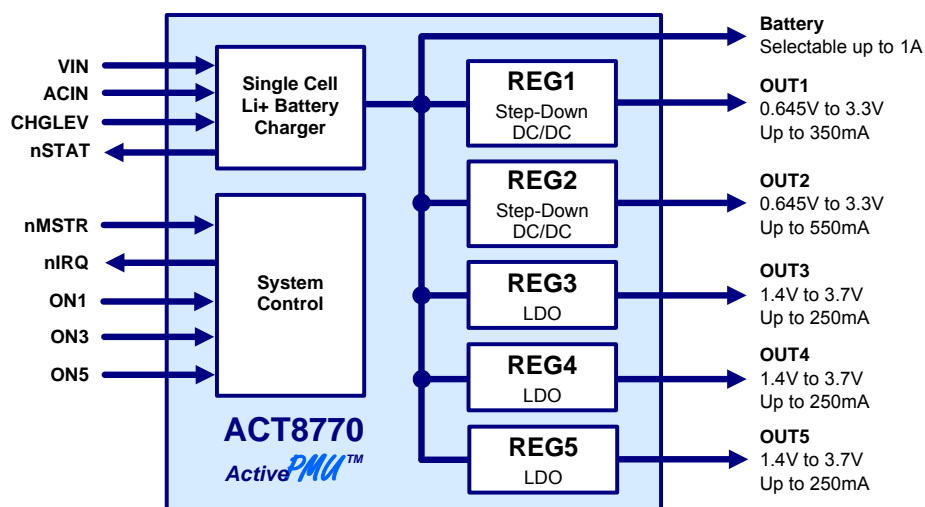 VIN
ACIN
CHGLEV
nSTAT
nMSTR
nIRQ
ON1
ON3
ON5
Single Cell
Li+ Battery
Charger
System
Control
ACT8770
ActivePMU™
REG1
Step-Down
DC/DC
REG2
Step-Down
DC/DC
REG3
LDO
REG4
LDO
REG5
LDO
Battery
Selectable up to 1A
OUT1
0.645V to 3.3V
Up to 350mA
OUT2
0.645V to 3.3V
Up to 550mA
OUT3
1.4V to 3.7V
Up to 250mA
OUT4
1.4V to 3.7V
Up to 250mA
OUT5
1.4V to 3.7V
Up to 250mA